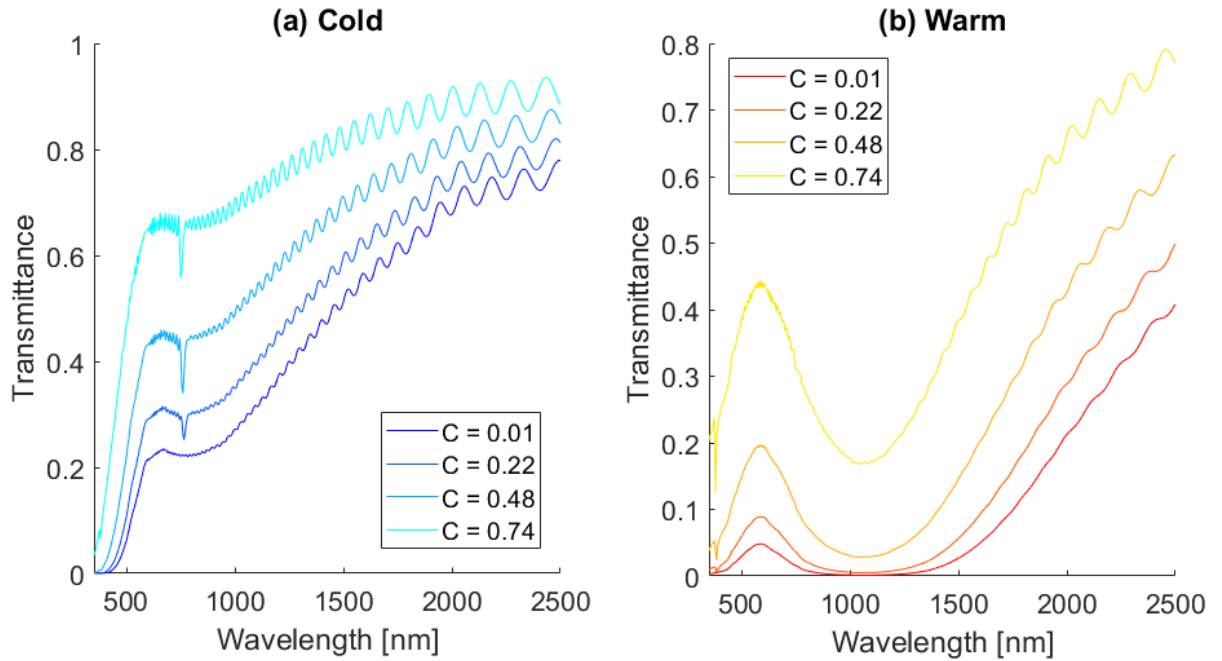 (a) Cold
1
0.8
0.6
0.4
0.2
0
Transmittance
500
1000
1500
2000
2500
Wavelength [nm]
C = 0.01
C = 0.22
C = 0.48
C = 0.74
(b) Warm
0.8
0.7
0.6
0.5
0.4
0.3
0.2
0.1
0
Transmittance
500
1000
1500
2000
2500
Wavelength [nm]
C = 0.01
C = 0.22
C = 0.48
C = 0.74